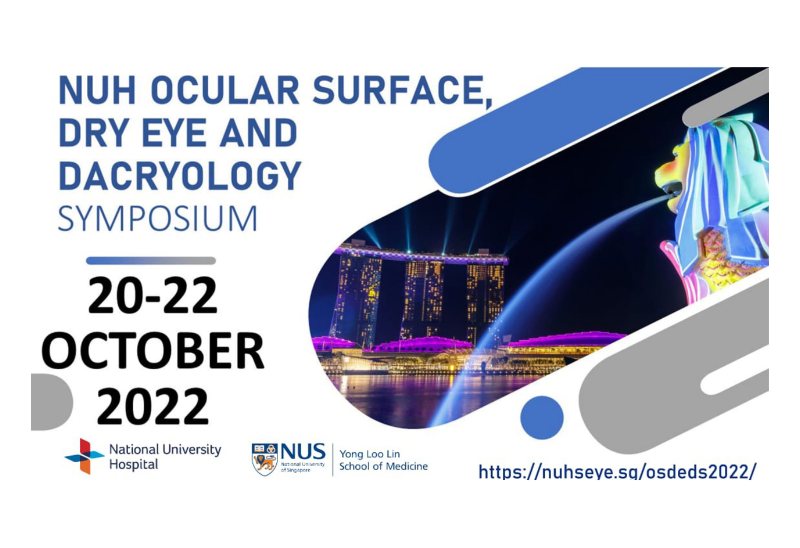 NUH OCULAR SURFACE,
DRY EYE AND
DACRYOLOGY
SYMPOSIUM
20-22
OCTOBER
2022
National University
Hospital
NUS
National University
of Singapore
Yong Loo Lin
School of Medicine
https://nuhseye.sg/osdeds2022/